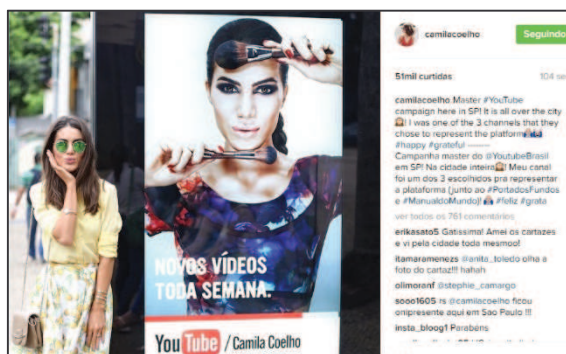 NOVOS VÍDEOS
TODA SEMANA.
YouTube /Camila Coelho
camilacoelho
Seguindo
51mil curtidas
104 se
camilacoelho Master #YouTube
campaign here in SP! It is all over the city
! I was one of the 3 channels that they
chose to represent the platform
#happy #grateful ———
Campanha master do @YoutubeBrasil
em SP! Na cidade inteira! Meu canal
foi um dos 3 escolhidos pra representar
a plataforma (junto ao #PortadosFundos
e #ManualdoMundo)! #feliz #grata
ver todos os 761 comentários
erikasato5 Gatissima! Amei os cartazes
e vi pela cidade toda mesmoo!
itamaramenezs @anita_toledo olha a
foto do cartaz!!! hahah
olimoranf @stephie_camargo
sooo1605 rs @camilacoelho ficou
onipresente aqui em Sao Paulo !!!
insta_bloog1 Parabéns